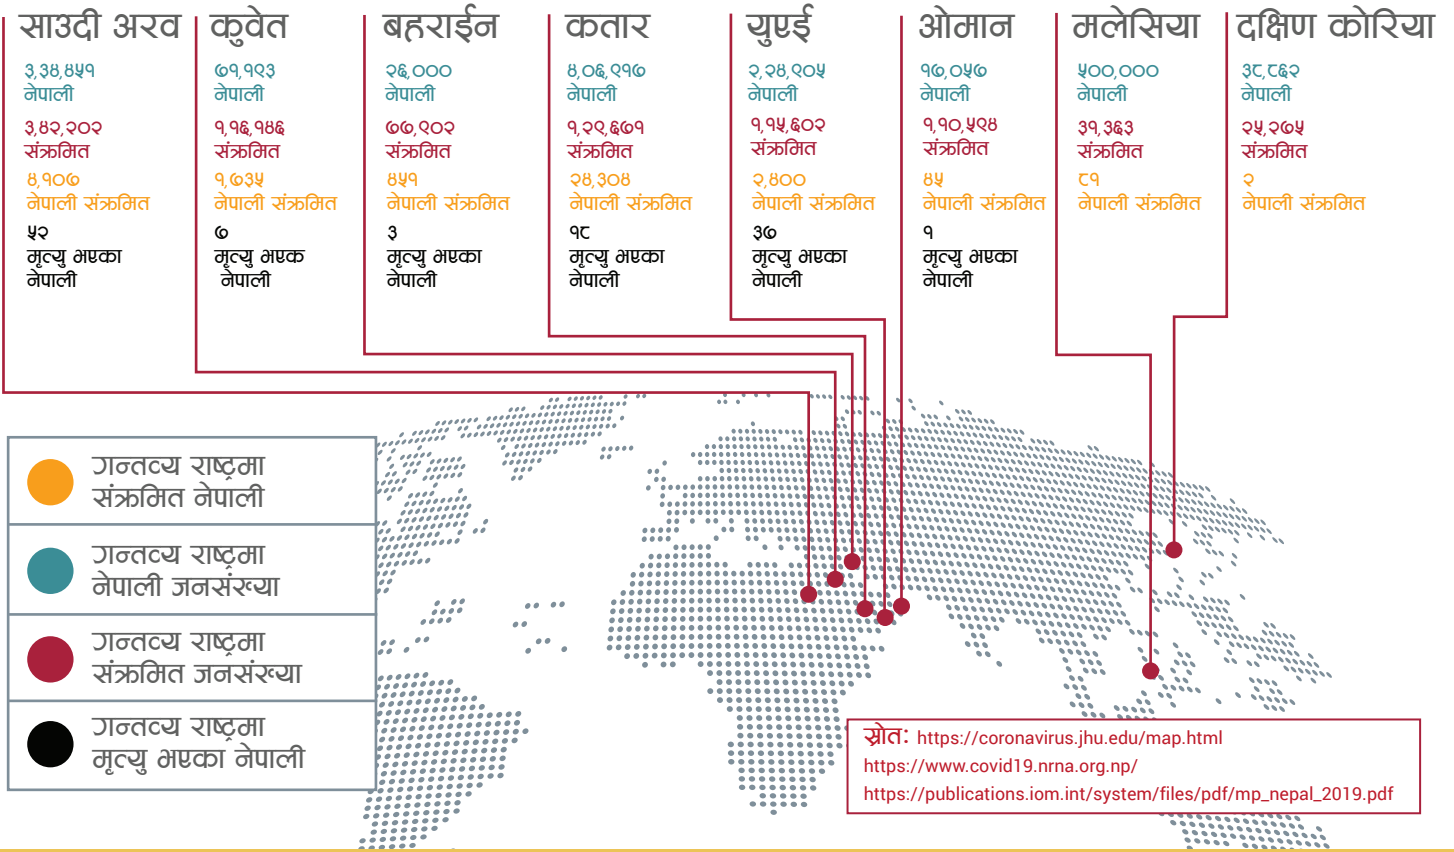 साउदी अरव
३,३४,४५१
नेपाली
३,४२,२०२
संक्रमित
४,१०७
नेपाली संक्रमित
५२
मृत्यु भएका
नेपाली
कुवेत
७१,१९३
नेपाली
१,१६,१४६
संक्रमित
१,७३५
नेपाली संक्रमित
७
मृत्यु भएक
नेपाली
बहराईन
२६,०००
नेपाली
७७,९०२
संक्रमित
४५१
नेपाली संक्रमित
३
मृत्यु भएका
नेपाली
कतार
४,०६,९१७
नेपाली
१,२९,६७१
संक्रमित
२४,३०४
नेपाली संक्रमित
१८
मृत्यु भएका
नेपाली
युएई
२,२४,९०५
नेपाली
१,१५,६०२
संक्रमित
२,४००
नेपाली संक्रमित
३७
मृत्यु भएका
नेपाली
ओमान
१७,०५७
नेपाली
१,१०,५९४
संक्रमित
४५
नेपाली संक्रमित
१
मृत्यु भएका
नेपाली
मलेसिया
५००,०००
नेपाली
३१,३६३
संक्रमित
८१
नेपाली संक्रमित
दक्षिण कोरिया
३८,८६२
नेपाली
२५,२७५
संक्रमित
२
नेपाली संक्रमित
गन्तव्य राष्ट्रमा
संक्रमित नेपाली
गन्तव्य राष्ट्रमा
नेपाली जनसंख्या
गन्तव्य राष्ट्रमा
संक्रमित जनसंख्या
गन्तव्य राष्ट्रमा
मृत्यु भएका नेपाली
स्रोत: https://coronavirus.jhu.edu/map.html
https://www.covid19.nrna.org.np/
https://publications.iom.int/system/files/pdf/mp_nepal_2019.pdf